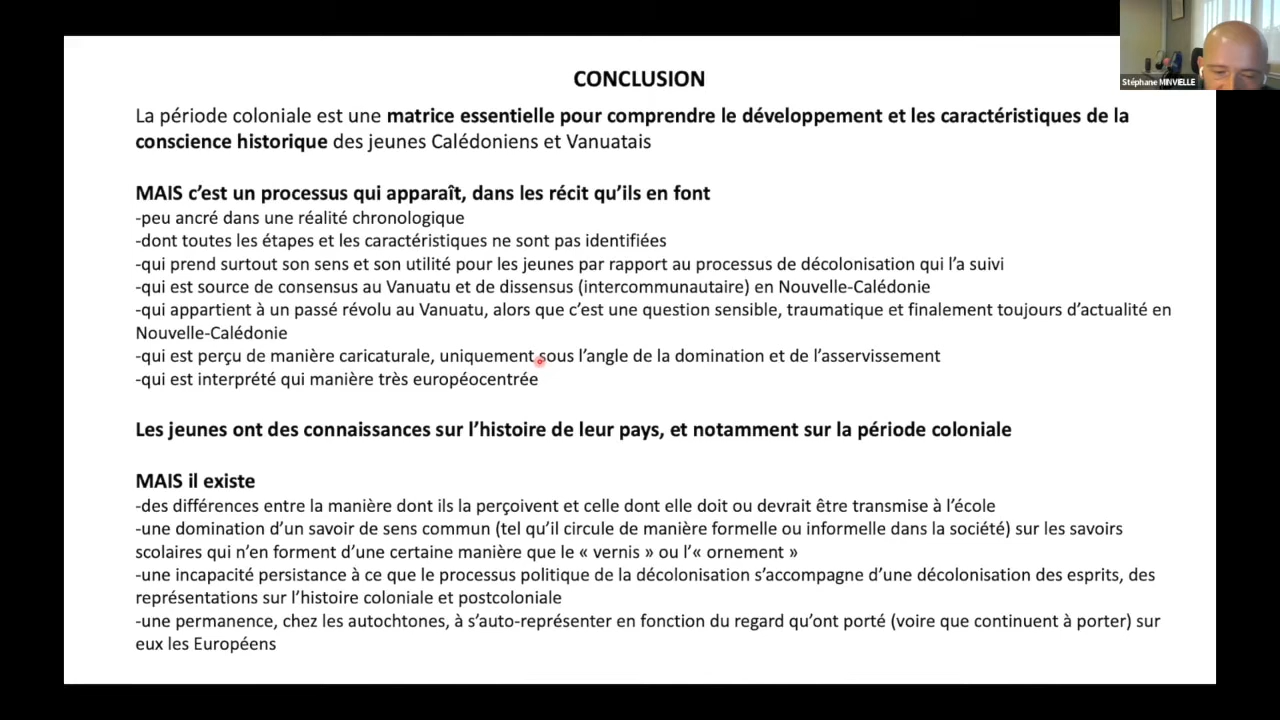 CONCLUSION
La période coloniale est une matrice essentielle pour comprendre le développement et les caractéristiques de la
conscience historique des jeunes Calédoniens et Vanuatais
MAIS c’est un processus qui apparaît, dans les récit qu’ils en font
-peu ancré dans une réalité chronologique
-dont toutes les étapes et les caractéristiques ne sont pas identifiées
-qui prend surtout son sens et son utilité pour les jeunes par rapport au processus de décolonisation qui l’a suivi
-qui est source de consensus au Vanuatu et de dissensus (intercommunautaire) en Nouvelle-Calédonie
-qui appartient à un passé révolu au Vanuatu, alors que c’est une question sensible, traumatique et finalement toujours d’actualité en
Nouvelle-Calédonie
-qui est perçu de manière caricaturale, uniquement sous l’angle de la domination et de l’asservissement
-qui est interprété qui manière très européocentrée
Les jeunes ont des connaissances sur l’histoire de leur pays, et notamment sur la période coloniale
MAIS il existe
-des différences entre la manière dont ils la perçoivent et celle dont elle doit ou devrait être transmise à l’école
-une domination d’un savoir de sens commun (tel qu’il circule de manière formelle ou informelle dans la société) sur les savoirs
scolaires qui n’en forment d’une certaine manière que le « vernis » ou l’« ornement »
-une incapacité persistance à ce que le processus politique de la décolonisation s’accompagne d’une décolonisation des esprits, des
représentations sur l’histoire coloniale et postcoloniale
-une permanence, chez les autochtones, à s’auto-représenter en fonction du regard qu’ont porté (voire que continuent à porter) sur
eux les Européens
Stéphane MINVIELLE